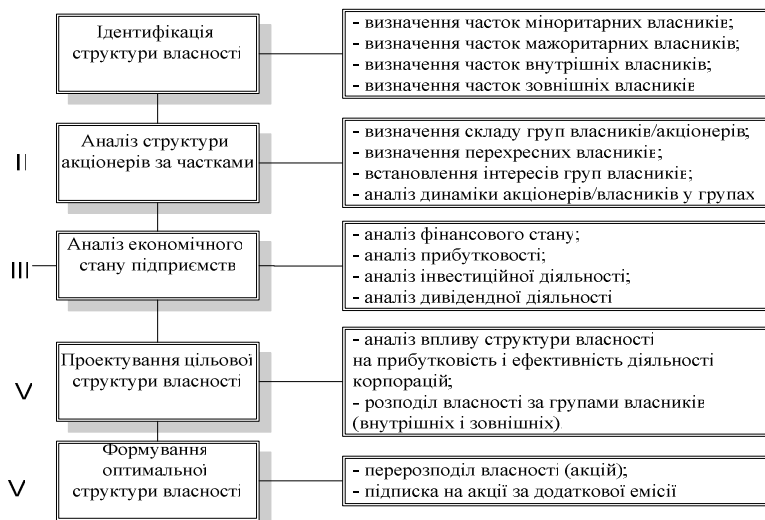 Ідентифікація
структури власності
- визначення часток міноритарних власників;
- визначення часток мажоритарних власників;
- визначення часток внутрішніх власників;
- визначення часток зовнішніх власників
II
Аналіз структури
акціонерів за частками
- визначення складу груп власників/акціонерів;
- визначення перехресних власників;
- встановлення інтересів груп власників;
- аналіз динаміки акціонерів/власників у групах
III
Аналіз економічного
стану підприємств
- аналіз фінансового стану;
- аналіз прибутковості;
- аналіз інвестиційної діяльності;
- аналіз дивідендної діяльності
V
Проектування цільової
структури власності
- аналіз впливу структури власності
на прибутковість і ефективність діяльності
корпорацій;
- розподіл власності за групами власників
(внутрішніх і зовнішніх).
V
Формування
оптимальної
структури власності
- перерозподіл власності (акцій);
- підписка на акції за додаткової емісії